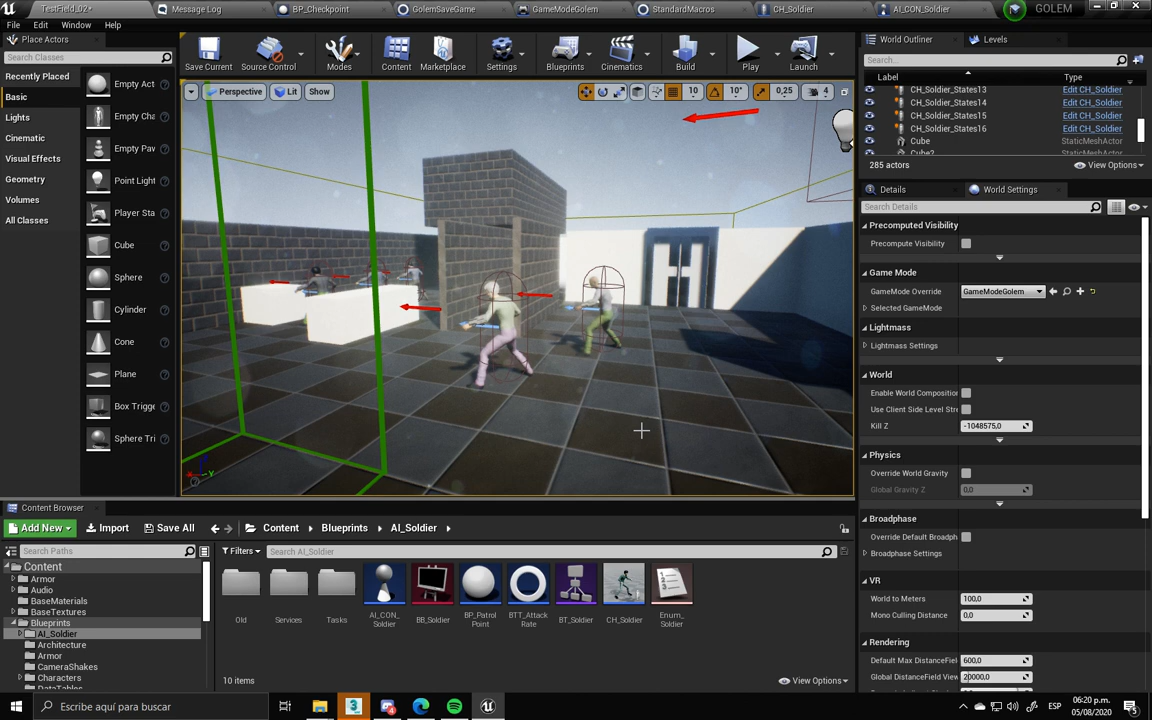 TestField_02•
Message Log
BP_Checkpoint
GolemSaveGame
GameModeGolem
StandardMacros
CH_Soldier
AI_CON_Soldier
GOLEM
File
Edit
Window
Help
Place Actors
Search Classes
Recently Placed
Basic
Lights
Cinematic
Visual Effects
Geometry
Volumes
All Classes
Empty Act
Empty Cha
Empty Paw
Point Light
Player Sta
Cube
Sphere
Cylinder
Cone
Plane
Box Trigge
Sphere Tri
Save Current
Source Control
Modes
Content
Marketplace
Settings
Blueprints
Cinematics
Build
Play
Launch
Perspective
Lit
Show
10
10°
0,25
4
World Outliner
Levels
Search...
Label
Type
CH_Soldier_States13
Edit CH_Soldier
CH_Soldier_States14
Edit CH_Soldier
CH_Soldier_States15
Edit CH_Soldier
CH_Soldier_States16
Edit CH_Soldier
Cube
StaticMeshActor
Cube2
StaticMeshActor
285 actors
View Options
Details
World Settings
Search Details
Precomputed Visibility
Precompute Visibility
Game Mode
GameMode Override
GameModeGolem
Selected GameMode
Lightmass
Lightmass Settings
World
Enable World Composition
Use Client Side Level Stre
Kill Z
-1048575,0
Physics
Override World Gravity
Global Gravity Z
0,0
Broadphase
Override Default Broadph
Broadphase Settings
VR
World to Meters
100,0
Mono Culling Distance
0,0
Rendering
Default Max DistanceFiel
600,0
Global DistanceField View
20000,0
Content Browser
Add New
Import
Save All
Content
Blueprints
AI_Soldier
Search Paths
Filters
Search AI_Soldier
Content
Armor
Audio
BaseMaterials
BaseTextures
Blueprints
AI_Soldier
Architecture
Armor
CameraShakes
Characters
DataTables
Old
Services
Tasks
AI_CON_
Soldier
BB_Soldier
BP_Patrol
Point
BTT_Attack
Rate
BT_Soldier
CH_Soldier
Enum_
Soldier
10 items
View Options
Escribe aquí para buscar
ESP
06:20 p.m.
05/08/2020
5